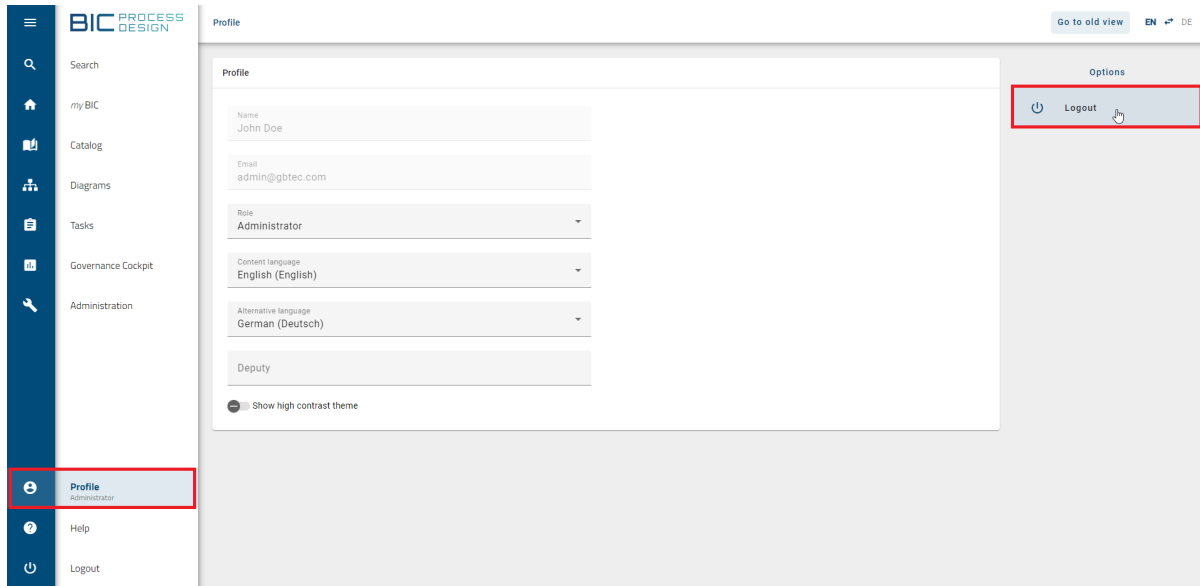 BIC PROCESS DESIGN
Profile
Go to old view
EN DE
Search
myBIC
Catalog
Diagrams
Tasks
Governance Cockpit
Administration
Profile
Administrator
Help
Logout
Profile
Name
John Doe
Email
admin@gbtec.com
Role
Administrator
Content language
English (English)
Alternative language
German (Deutsch)
Deputy
Show high contrast theme
Options
Logout